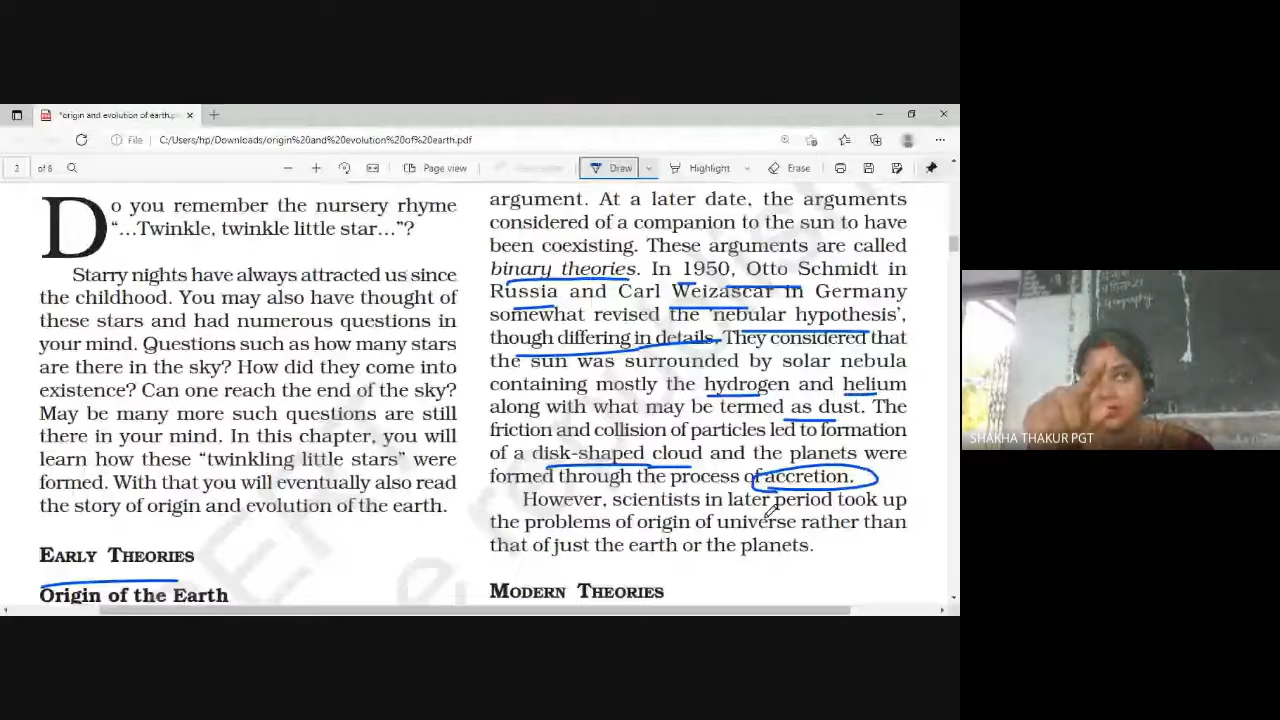 *origin and evolution of earth.p
File
C:/Users/hp/Downloads/origin%20and%20evolution%20of%20earth.pdf
of 8
Page view
Draw
Highlight
Erase
Do you remember the nursery rhyme
“...Twinkle, twinkle little star...”?
Starry nights have always attracted us since
the childhood. You may also have thought of
these stars and had numerous questions in
your mind. Questions such as how many stars
are there in the sky? How did they come into
existence? Can one reach the end of the sky?
May be many more such questions are still
there in your mind. In this chapter, you will
learn how these “twinkling little stars” were
formed. With that you will eventually also read
the story of origin and evolution of the earth.
EARLY THEORIES
Origin of the Earth
argument. At a later date, the arguments
considered of a companion to the sun to have
been coexisting. These arguments are called
binary theories. In 1950, Otto Schmidt in
Russia and Carl Weizascar in Germany
somewhat revised the ‘nebular hypothesis’,
though differing in details. They considered that
the sun was surrounded by solar nebula
containing mostly the hydrogen and helium
along with what may be termed as dust. The
friction and collision of particles led to formation
of a disk-shaped cloud and the planets were
formed through the process of accretion.
However, scientists in later period took up
the problems of origin of universe rather than
that of just the earth or the planets.
MODERN THEORIES
SHAKHA THAKUR PGT